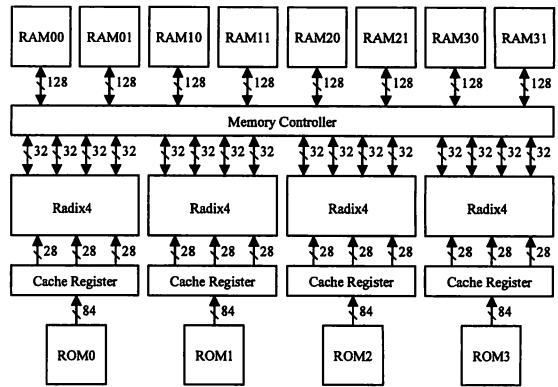 RAM00 RAM01 RAM10 RAM11 RAM20 RAM21 RAM30 RAM31
128 128 128 128 128 128 128 128
Memory Controller
32 32 32 32 32 32 32 32 32 32 32 32 32 32 32 32
Radix4 Radix4 Radix4 Radix4
28 28 28 28 28 28 28 28 28 28 28 28
Cache Register Cache Register Cache Register Cache Register
84 84 84 84
ROM0 ROM1 ROM2 ROM3